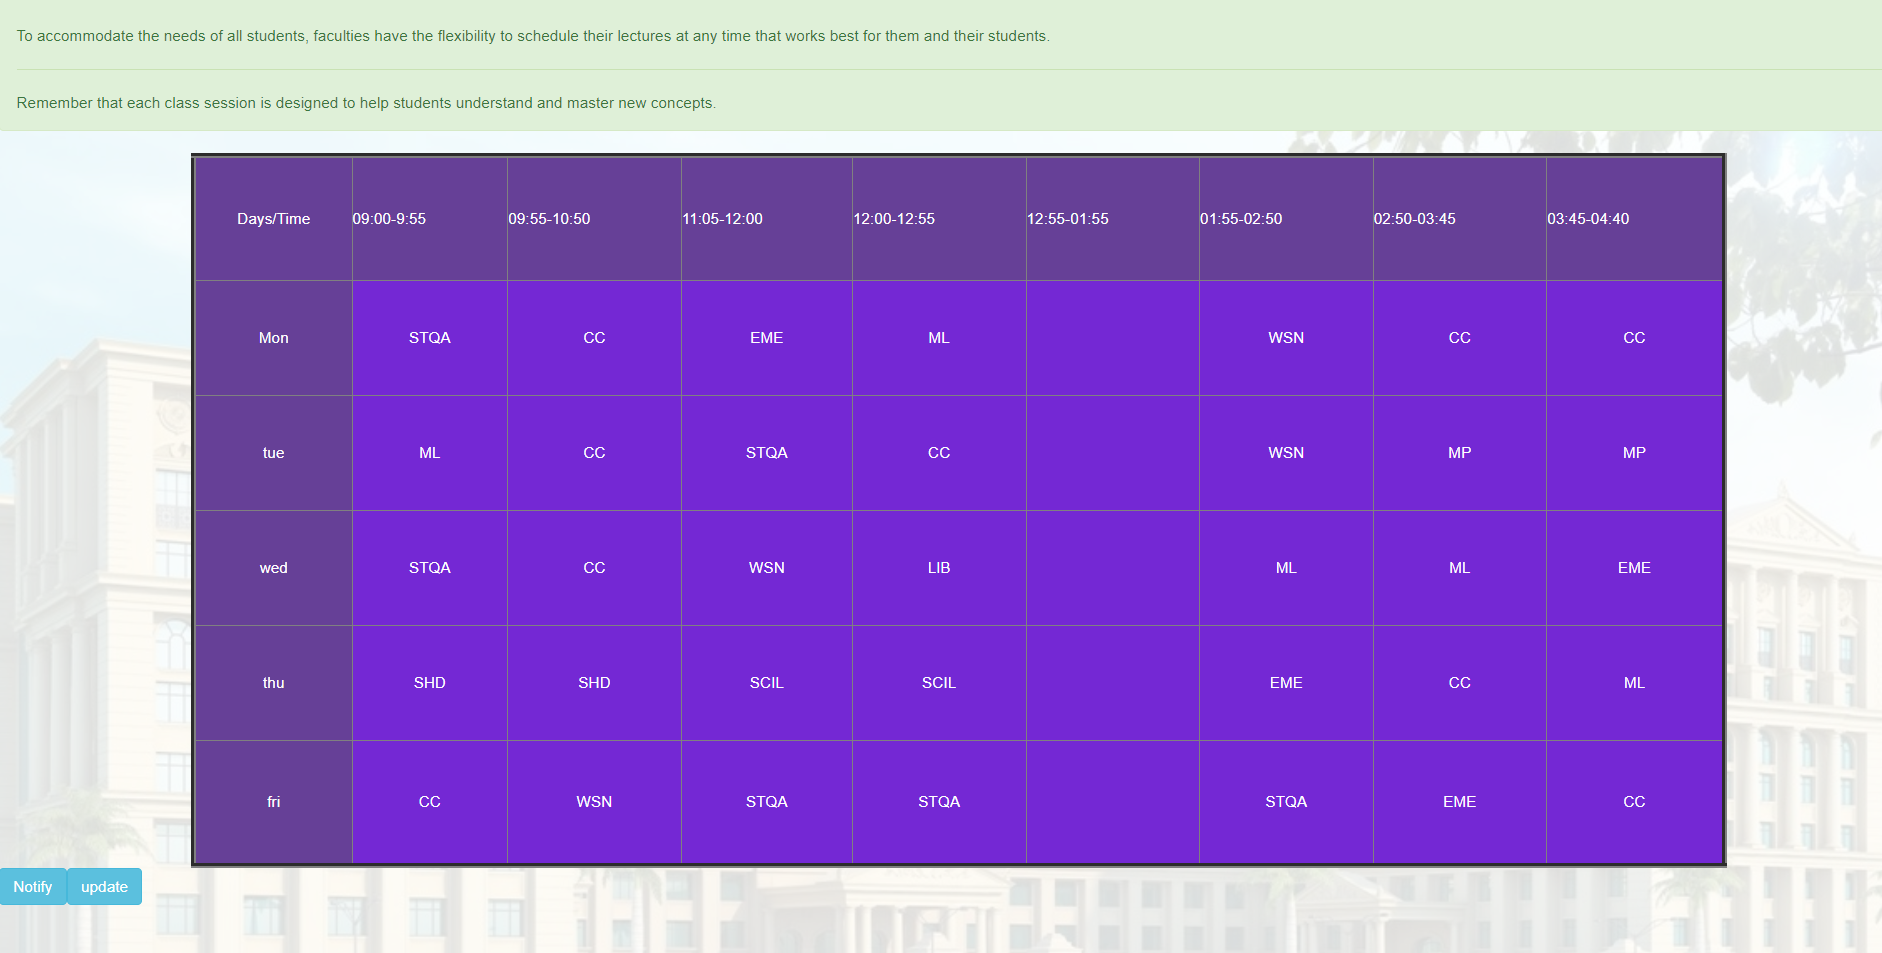 To accommodate the needs of all students, faculties have the flexibility to schedule their lectures at any time that works best for them and their students.
Remember that each class session is designed to help students understand and master new concepts.
Days/Time 09:00-9:55 09:55-10:50 11:05-12:00 12:00-12:55 12:55-01:55 01:55-02:50 02:50-03:45 03:45-04:40
Mon STQA CC EME ML WSN CC CC
tue ML CC STQA CC WSN MP MP
wed STQA CC WSN LIB ML ML EME
thu SHD SHD SCIL SCIL EME CC ML
fri CC WSN STQA STQA STQA EME CC
Notify update